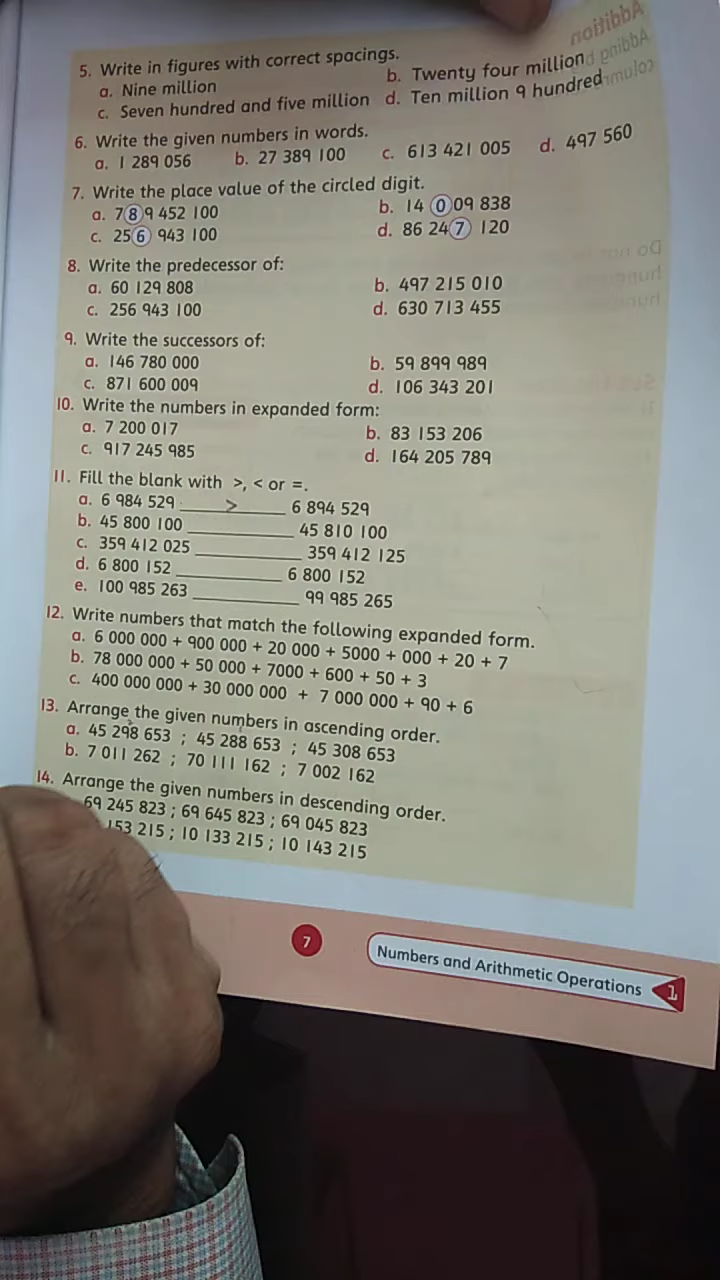 5. Write in figures with correct spacings.
a. Nine million b. Twenty four million
c. Seven hundred and five million d. Ten million 9 hundred
6. Write the given numbers in words.
a. 1 289 056 b. 27 389 100 c. 613 421 005 d. 497 560
7. Write the place value of the circled digit.
a. 789 452 100 b. 14 009 838
c. 256 943 100 d. 86 247 120
8. Write the predecessor of:
a. 60 129 808 b. 497 215 010
c. 256 943 100 d. 630 713 455
9. Write the successors of:
a. 146 780 000 b. 59 899 989
c. 871 600 009 d. 106 343 201
10. Write the numbers in expanded form:
a. 7 200 017 b. 83 153 206
c. 917 245 985 d. 164 205 789
11. Fill the blank with >, < or =.
a. 6 984 529 ____>____ 6 894 529
b. 45 800 100 __________ 45 810 100
c. 359 412 025 __________ 359 412 125
d. 6 800 152 __________ 6 800 152
e. 100 985 263 __________ 99 985 265
12. Write numbers that match the following expanded form.
a. 6 000 000 + 900 000 + 20 000 + 5000 + 000 + 20 + 7
b. 78 000 000 + 50 000 + 7000 + 600 + 50 + 3
c. 400 000 000 + 30 000 000 + 7 000 000 + 90 + 6
13. Arrange the given numbers in ascending order.
a. 45 298 653 ; 45 288 653 ; 45 308 653
b. 7 011 262 ; 70 111 162 ; 7 002 162
14. Arrange the given numbers in descending order.
69 245 823 ; 69 645 823 ; 69 045 823
153 215 ; 10 133 215 ; 10 143 215
7
Numbers and Arithmetic Operations 1